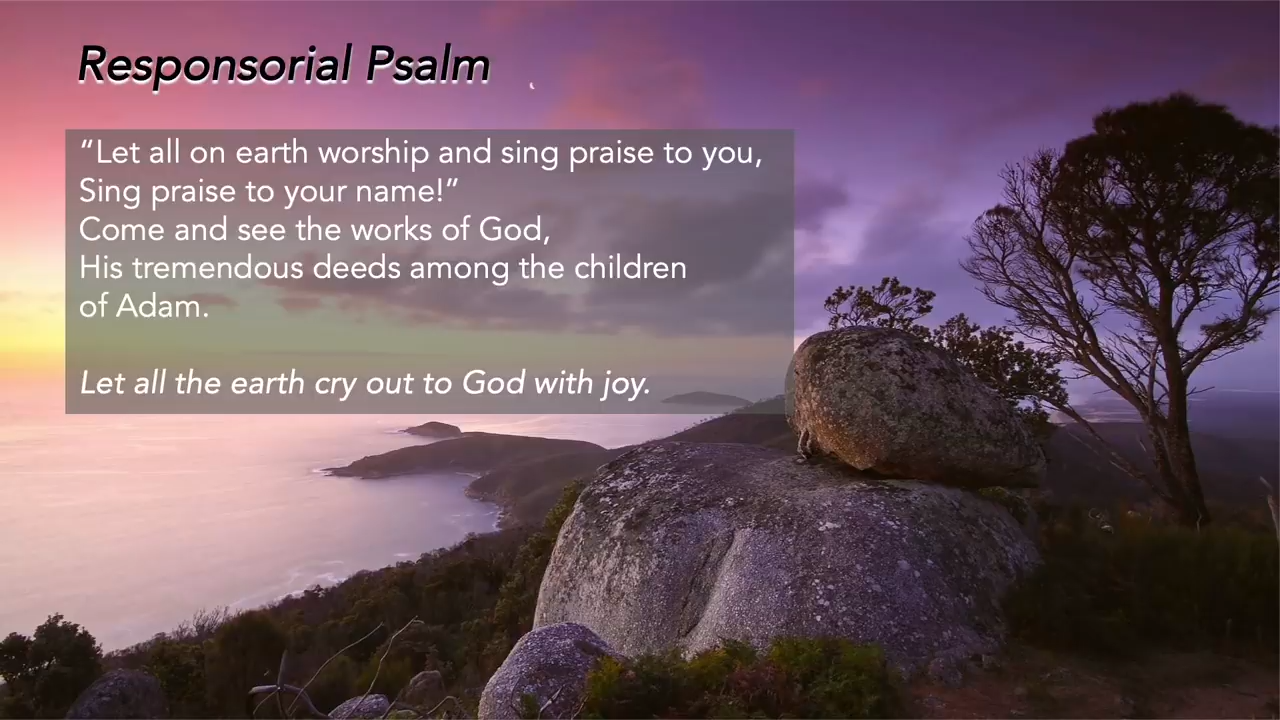 Responsorial Psalm
“Let all on earth worship and sing praise to you,
Sing praise to your name!”
Come and see the works of God,
His tremendous deeds among the children
of Adam.
Let all the earth cry out to God with joy.